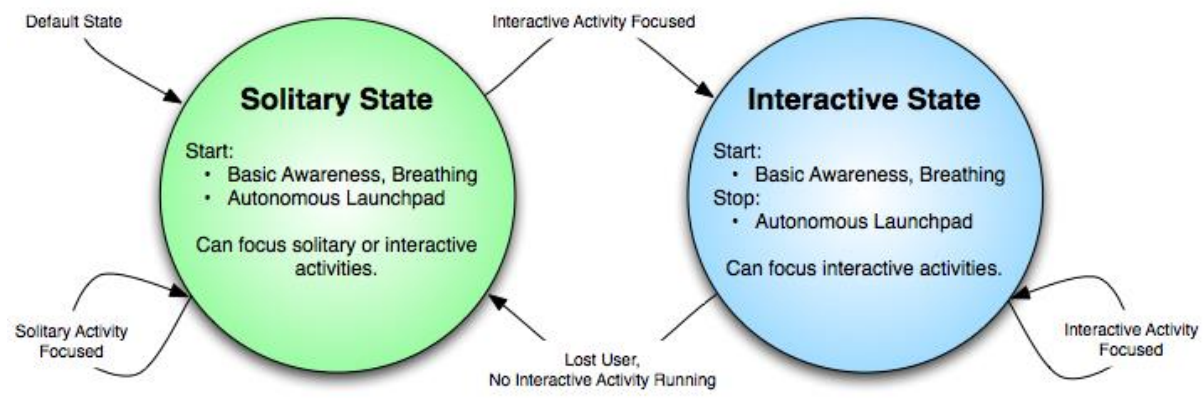 Default State
Interactive Activity Focused
Solitary State
Start:
• Basic Awareness, Breathing
• Autonomous Launchpad
Can focus solitary or interactive
activities.
Interactive State
Start:
• Basic Awareness, Breathing
Stop:
• Autonomous Launchpad
Can focus interactive activities.
Solitary Activity
Focused
Lost User,
No Interactive Activity Running
Interactive Activity
Focused